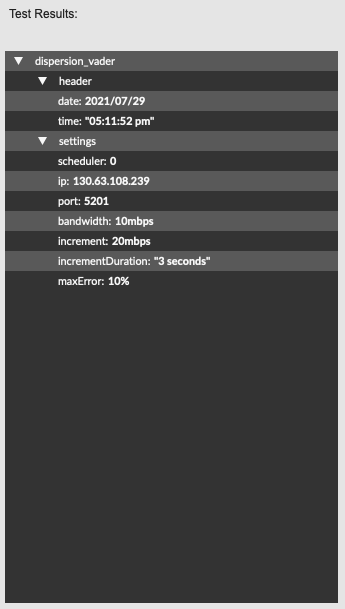 Test Results:
dispersion_vader
header
date: 2021/07/29
time: "05:11:52 pm"
settings
scheduler: 0
ip: 130.63.108.239
port: 5201
bandwidth: 10mbps
increment: 20mbps
incrementDuration: "3 seconds"
maxError: 10%